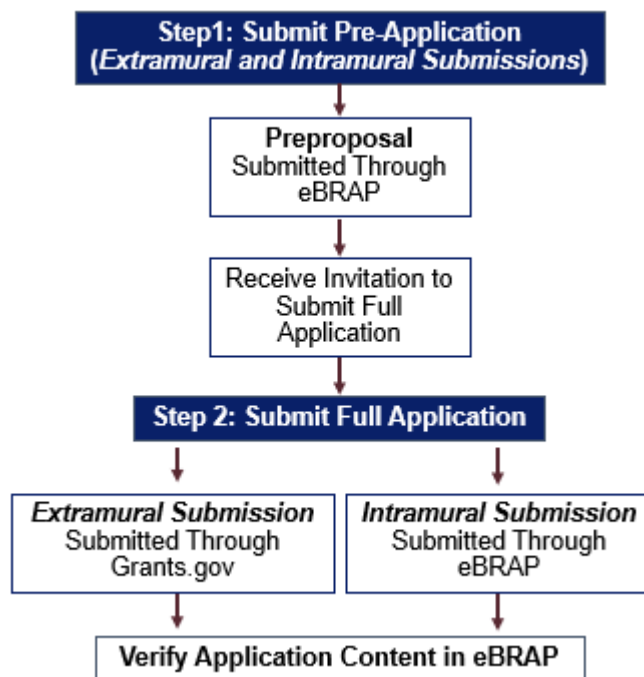 Step1: Submit Pre-Application
(Extramural and Intramural Submissions)
Preproposal
Submitted Through
eBRAP
Receive Invitation to
Submit Full
Application
Step 2: Submit Full Application
Extramural Submission
Submitted Through
Grants.gov
Intramural Submission
Submitted Through
eBRAP
Verify Application Content in eBRAP